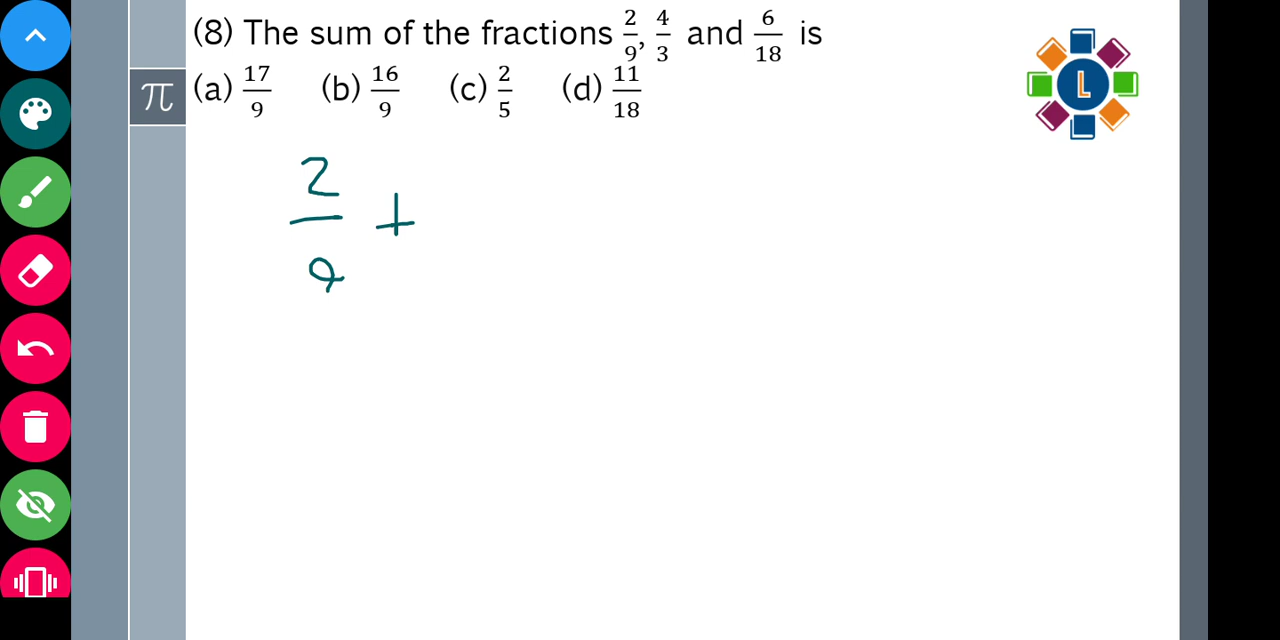 (8) The sum of the fractions 2/9, 4/3 and 6/18 is
π (a) 17/9 (b) 16/9 (c) 2/5 (d) 11/18
L
2/9 +